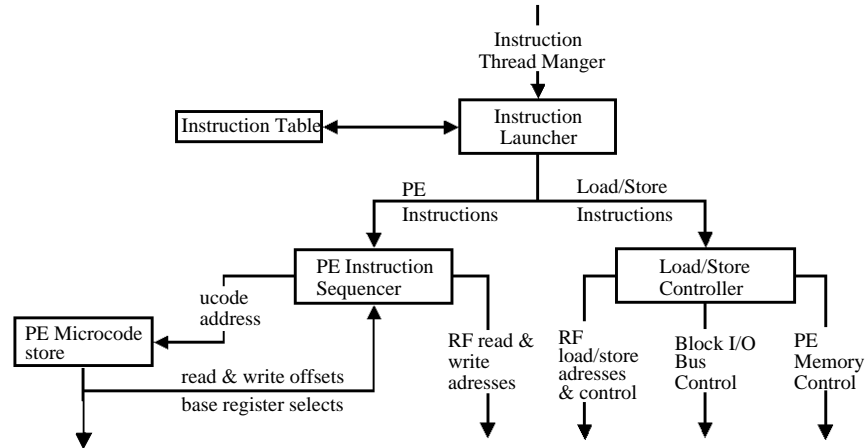 Instruction
Thread Manger
Instruction Table
Instruction
Launcher
PE
Instructions
Load/Store
Instructions
PE Instruction
Sequencer
Load/Store
Controller
ucode
address
PE Microcode
store
read & write offsets
base register selects
RF read &
write
adresses
RF
load/store
adresses
& control
Block I/O
Bus
Control
PE
Memory
Control